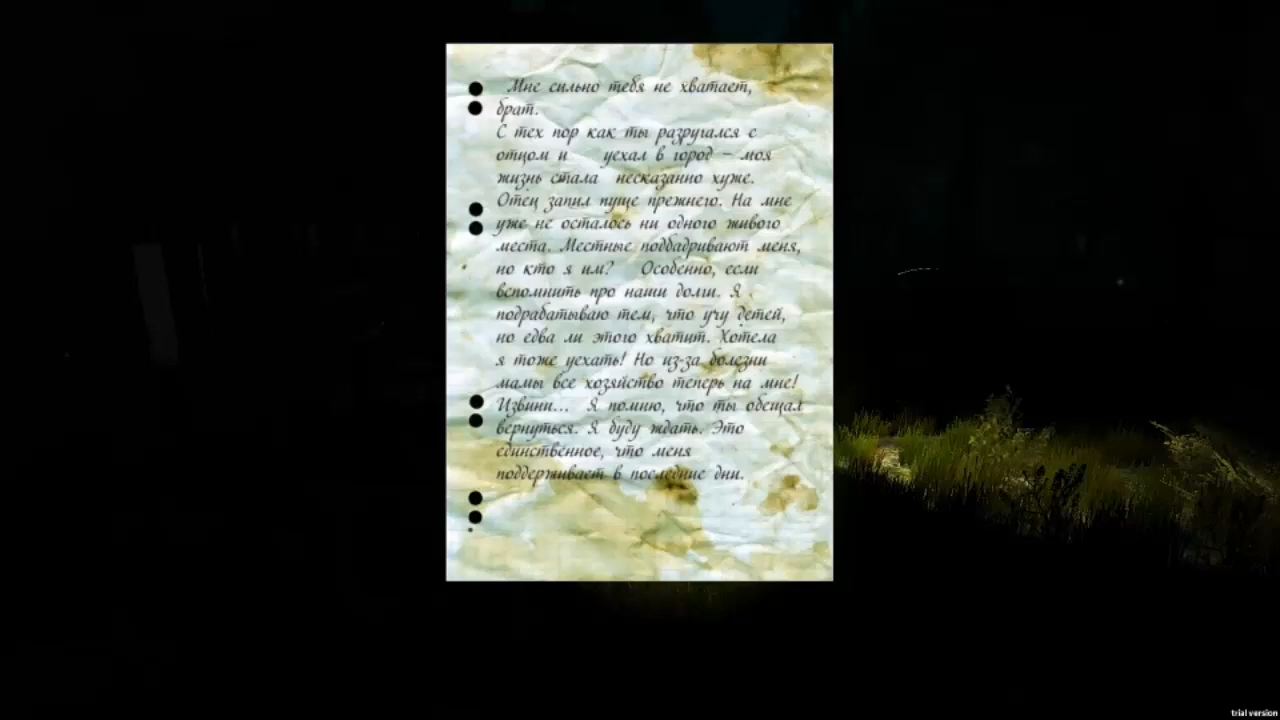 Мне сильно тебя не хватает,
брат.
С тех пор как ты разругался с
отцом и уехал в город – моя
жизнь стала несказанно хуже.
Отец запил пуще прежнего. На мне
уже не осталось ни одного живого
места. Местные подбадривают меня,
но кто я им? Особенно, если
вспомнить про наши долги. Я
подрабатываю тем, что учу детей,
но едва ли этого хватит. Хотела
я тоже уехать! Но из-за болезни
мамы все хозяйство теперь на мне!
Извини... Я помню, что ты обещал
вернуться. Я буду ждать. Это
единственное, что меня
поддерживает в последние дни.
trial version